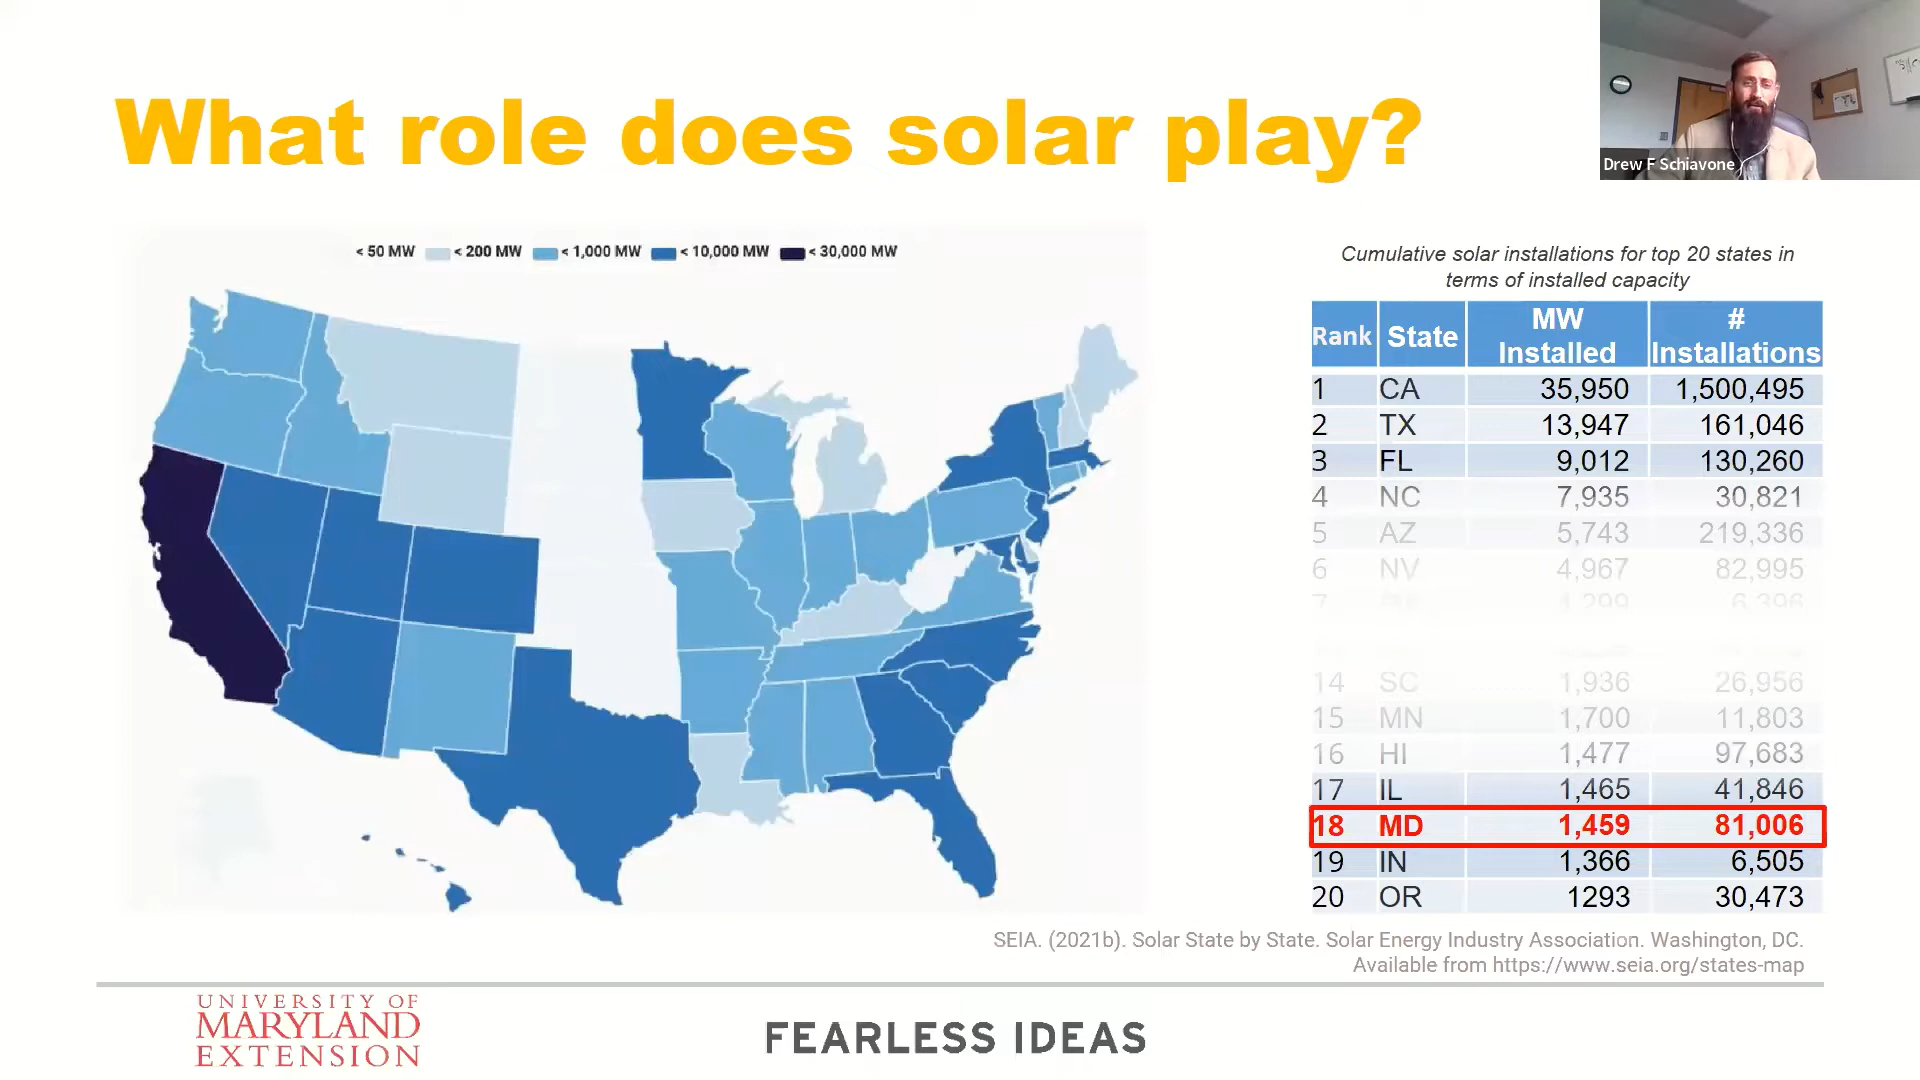 What role does solar play?
Drew F Schiavone
< 50 MW < 200 MW < 1,000 MW < 10,000 MW < 30,000 MW
Cumulative solar installations for top 20 states in
terms of installed capacity
Rank State MW Installed # Installations
1 CA 35,950 1,500,495
2 TX 13,947 161,046
3 FL 9,012 130,260
4 NC 7,935 30,821
5 AZ 5,743 219,336
6 NV 4,967 82,995
7
14 SC 1,936 26,956
15 MN 1,700 11,803
16 HI 1,477 97,683
17 IL 1,465 41,846
18 MD 1,459 81,006
19 IN 1,366 6,505
20 OR 1293 30,473
SEIA. (2021b). Solar State by State. Solar Energy Industry Association. Washington, DC.
Available from https://www.seia.org/states-map
UNIVERSITY OF
MARYLAND
EXTENSION
FEARLESS IDEAS